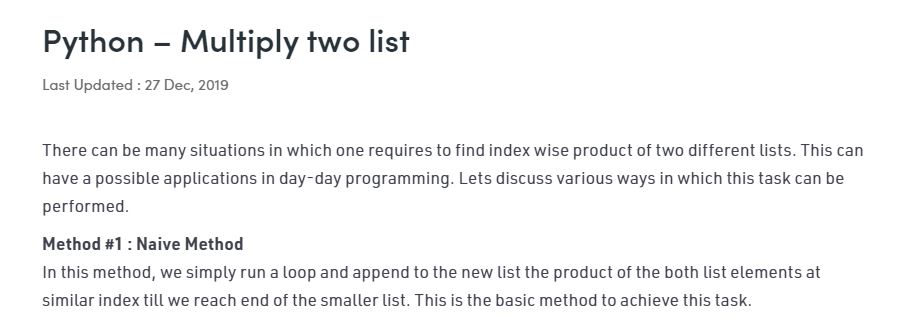 Python – Multiply two list
Last Updated : 27 Dec, 2019
There can be many situations in which one requires to find index wise product of two different lists. This can
have a possible applications in day-day programming. Lets discuss various ways in which this task can be
performed.
Method #1 : Naive Method
In this method, we simply run a loop and append to the new list the product of the both list elements at
similar index till we reach end of the smaller list. This is the basic method to achieve this task.